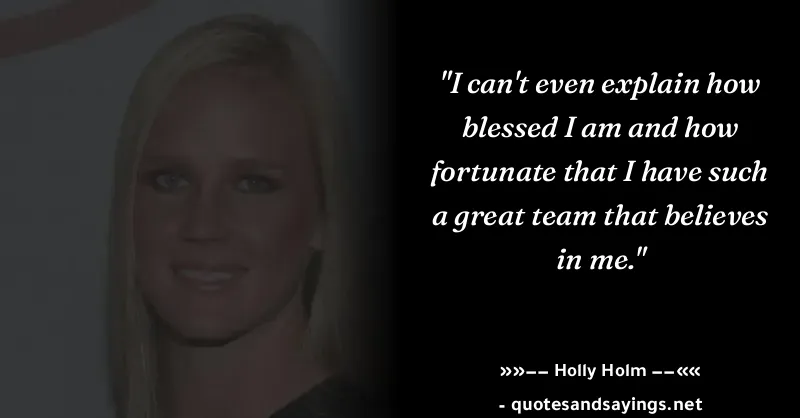 "I can't even explain how
blessed I am and how
fortunate that I have such
a great team that believes
in me."
»»−− Holly Holm −−««
- quotesandsayings.net